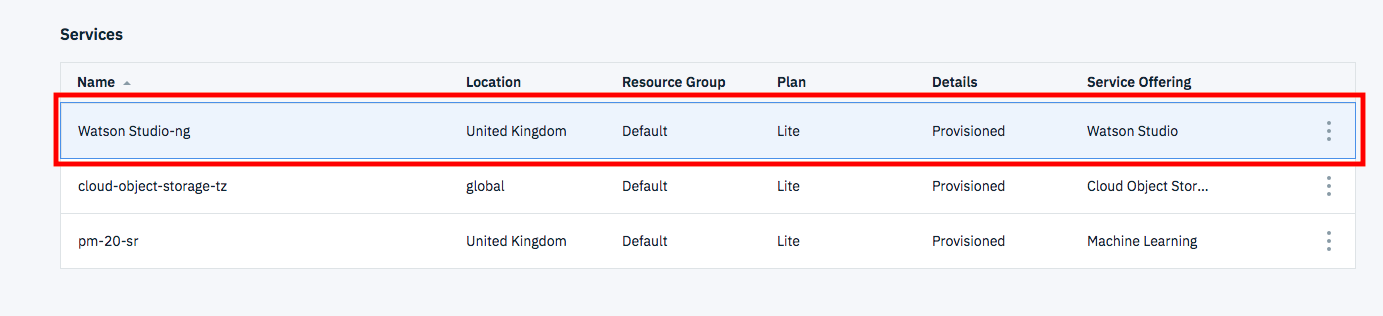 Services
Name Location Resource Group Plan Details Service Offering
Watson Studio-ng United Kingdom Default Lite Provisioned Watson Studio
cloud-object-storage-tz global Default Lite Provisioned Cloud Object Stor...
pm-20-sr United Kingdom Default Lite Provisioned Machine Learning